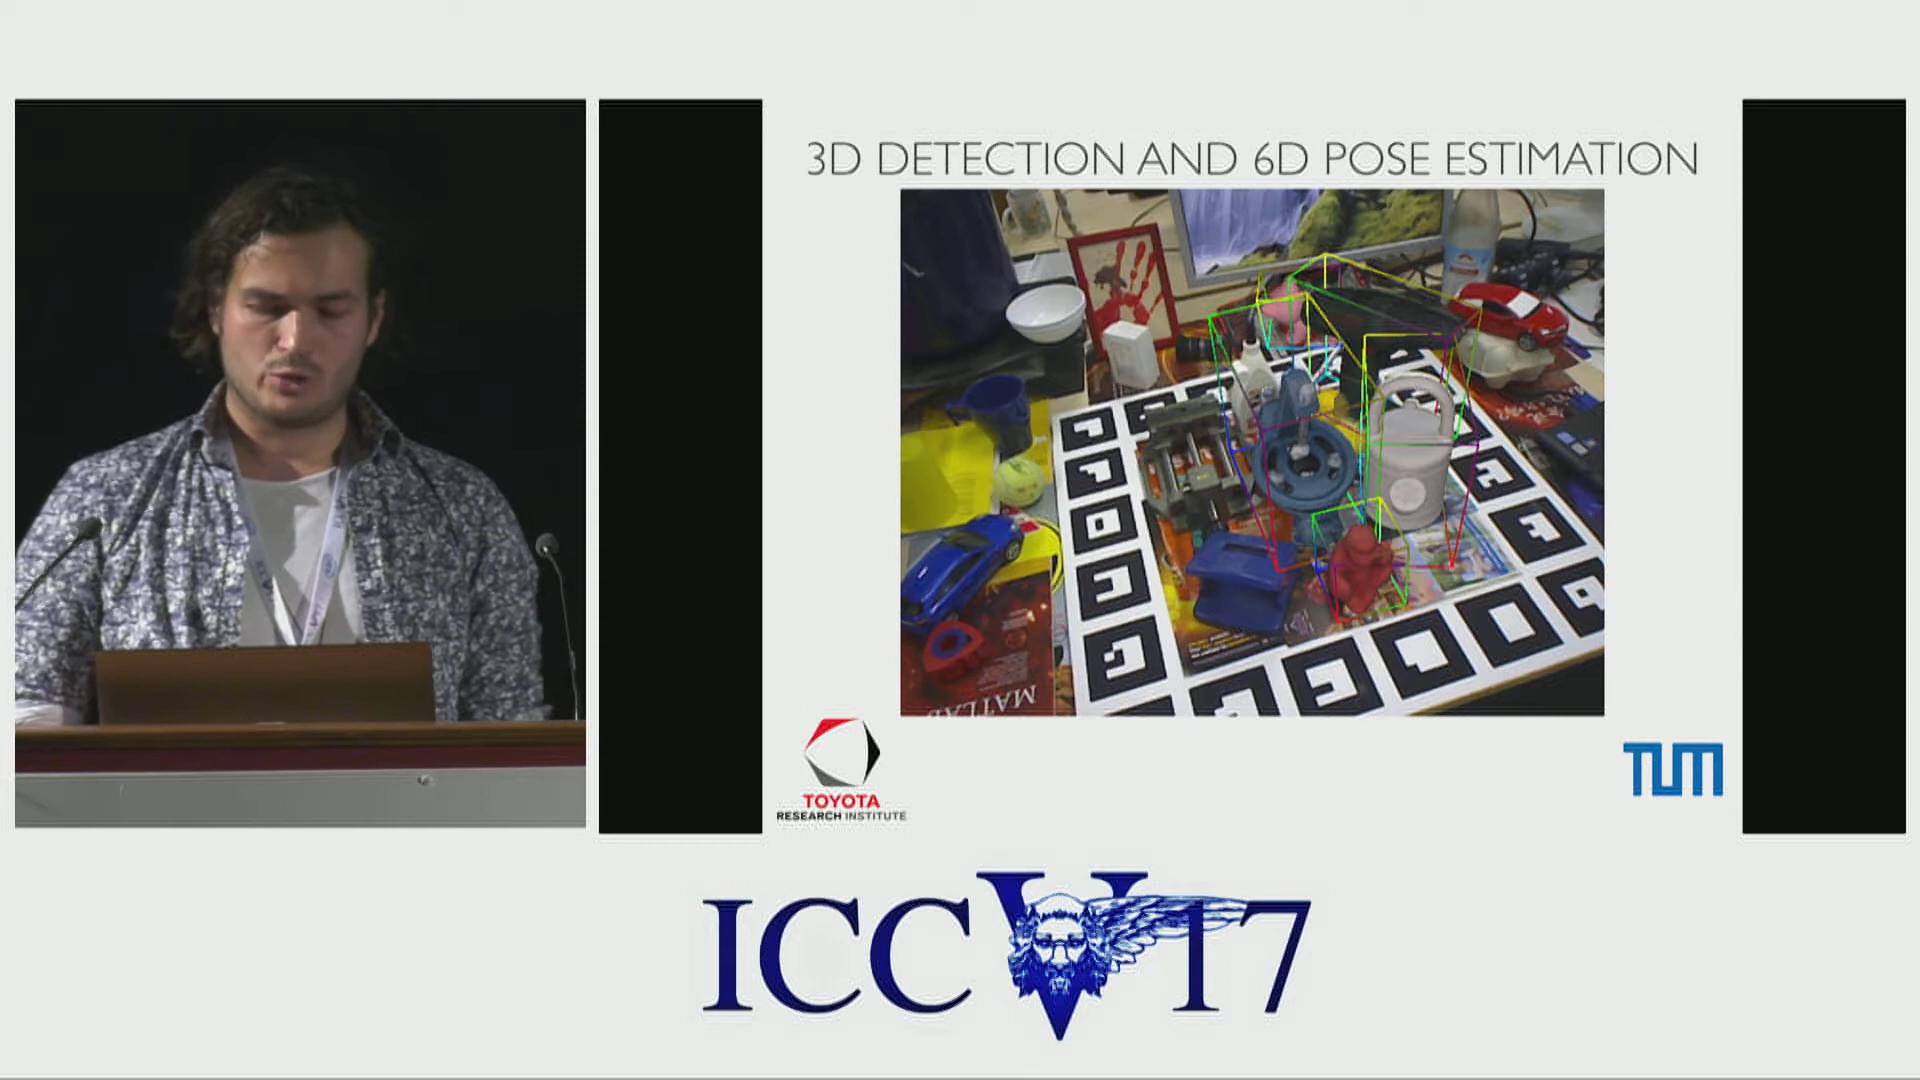 3D DETECTION AND 6D POSE ESTIMATION
MATLAB
TOYOTA
RESEARCH INSTITUTE
TUM
ICCV17